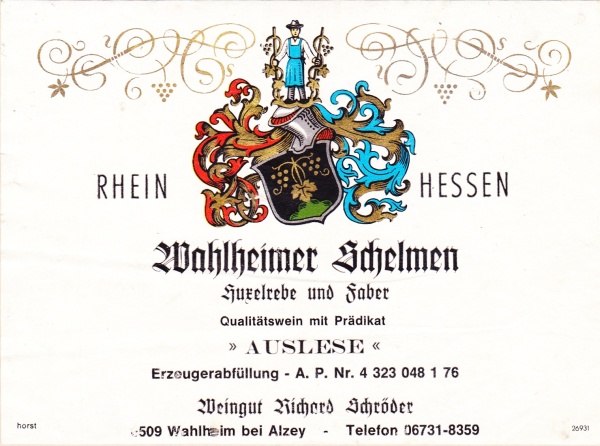 RHEIN HESSEN
Wahlheimer Schelmen
Huxelrebe und Faber
Qualitätswein mit Prädikat
» AUSLESE «
Erzeugerabfüllung - A. P. Nr. 4 323 048 1 76
Weingut Richard Schröder
6509 Wahlheim bei Alzey - Telefon 06731-8359
horst 26931